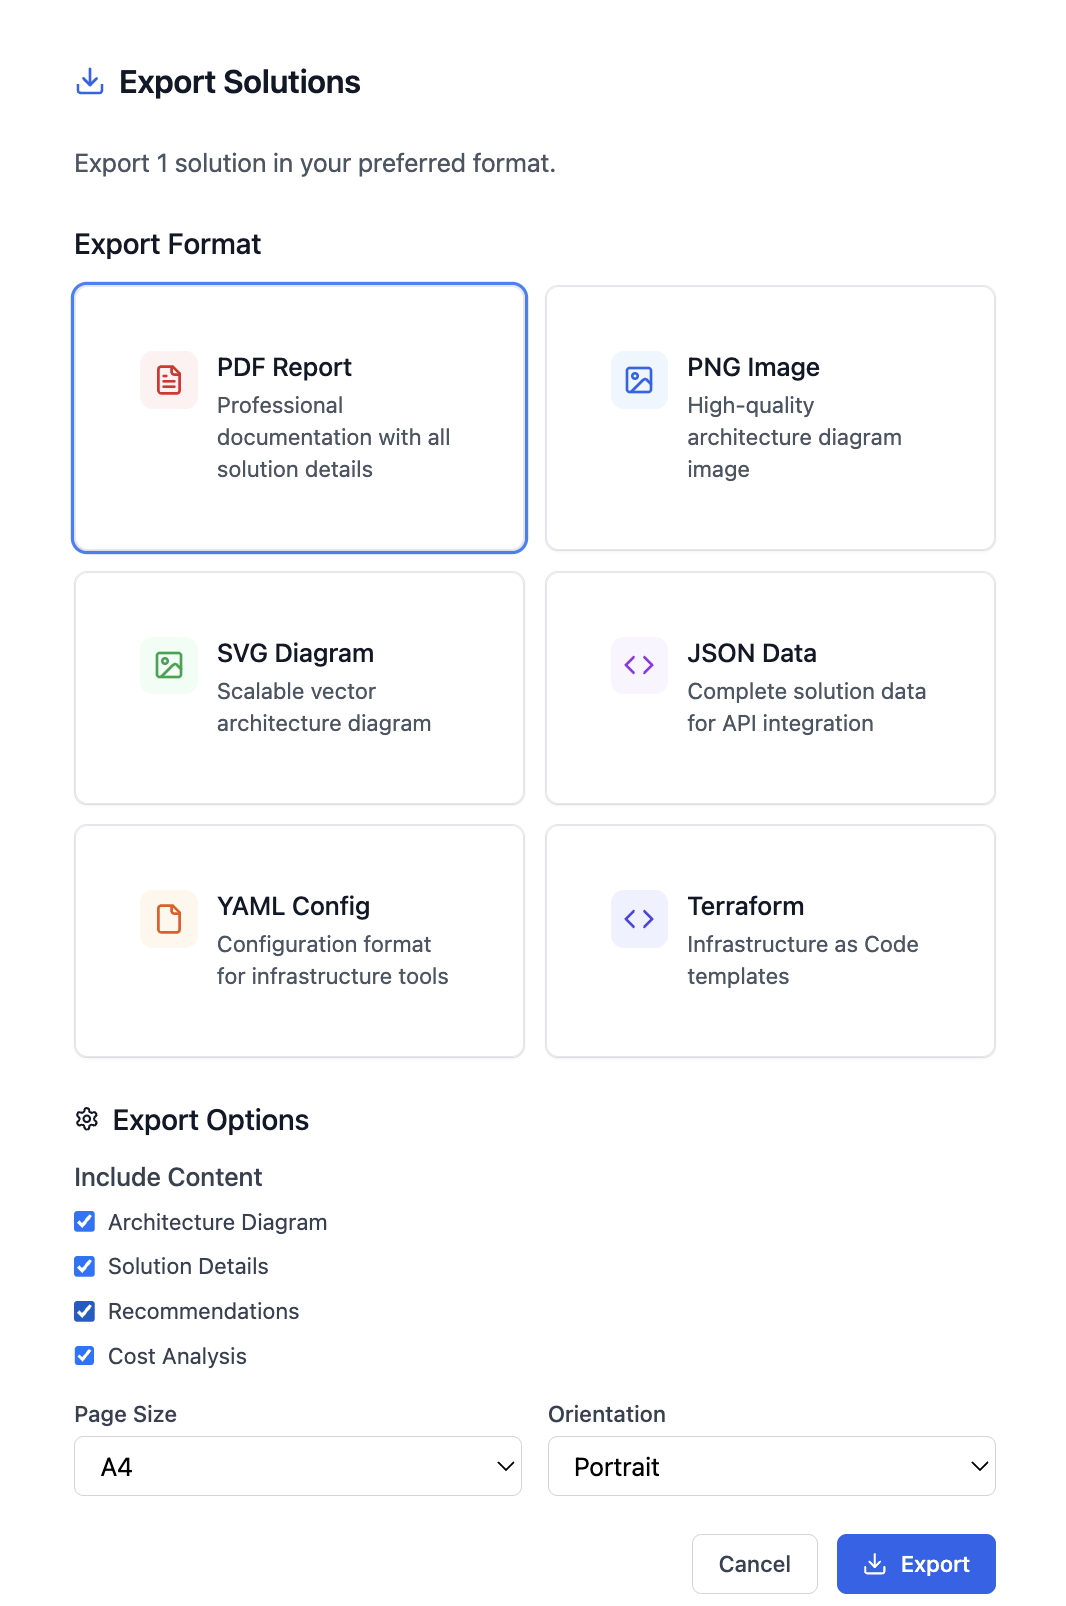 Export Solutions
Export 1 solution in your preferred format.
Export Format
PDF Report
Professional
documentation with all
solution details
PNG Image
High-quality
architecture diagram
image
SVG Diagram
Scalable vector
architecture diagram
JSON Data
Complete solution data
for API integration
YAML Config
Configuration format
for infrastructure tools
Terraform
Infrastructure as Code
templates
Export Options
Include Content
Architecture Diagram
Solution Details
Recommendations
Cost Analysis
Page Size
A4
Orientation
Portrait
Cancel
Export